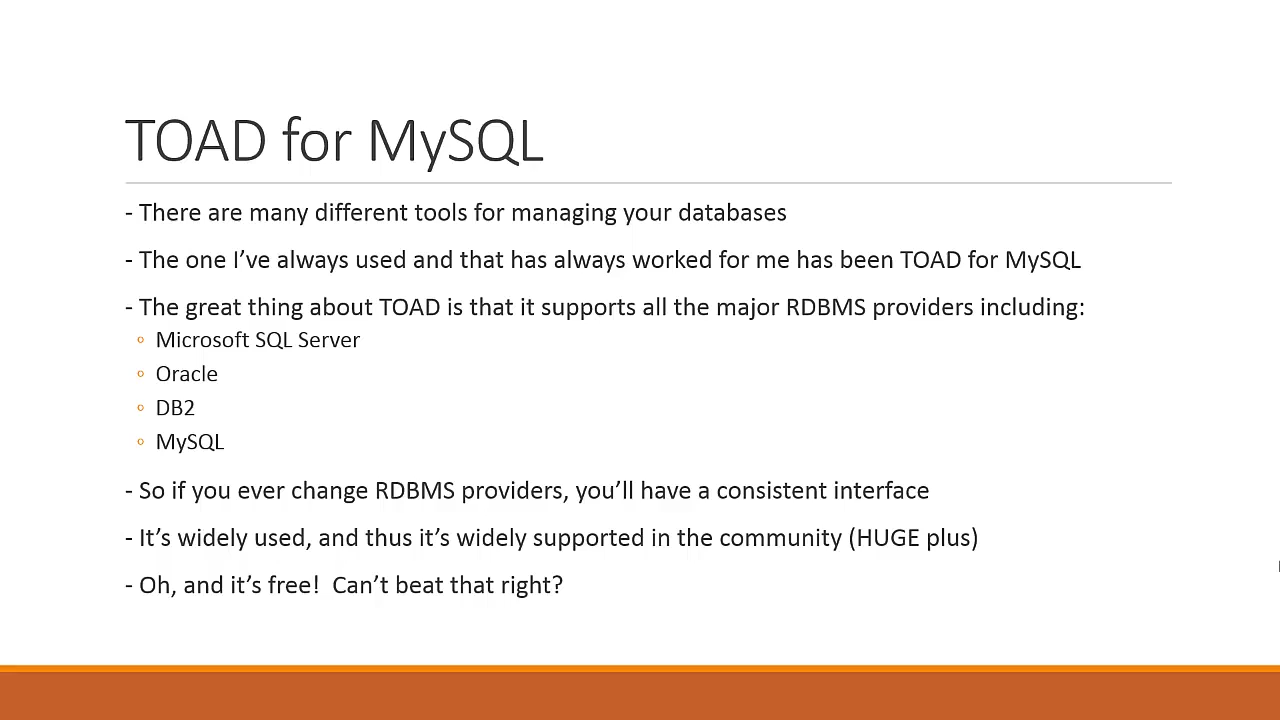 TOAD for MySQL
- There are many different tools for managing your databases
- The one I’ve always used and that has always worked for me has been TOAD for MySQL
- The great thing about TOAD is that it supports all the major RDBMS providers including:
◦ Microsoft SQL Server
◦ Oracle
◦ DB2
◦ MySQL
- So if you ever change RDBMS providers, you’ll have a consistent interface
- It’s widely used, and thus it’s widely supported in the community (HUGE plus)
- Oh, and it’s free!  Can’t beat that right?